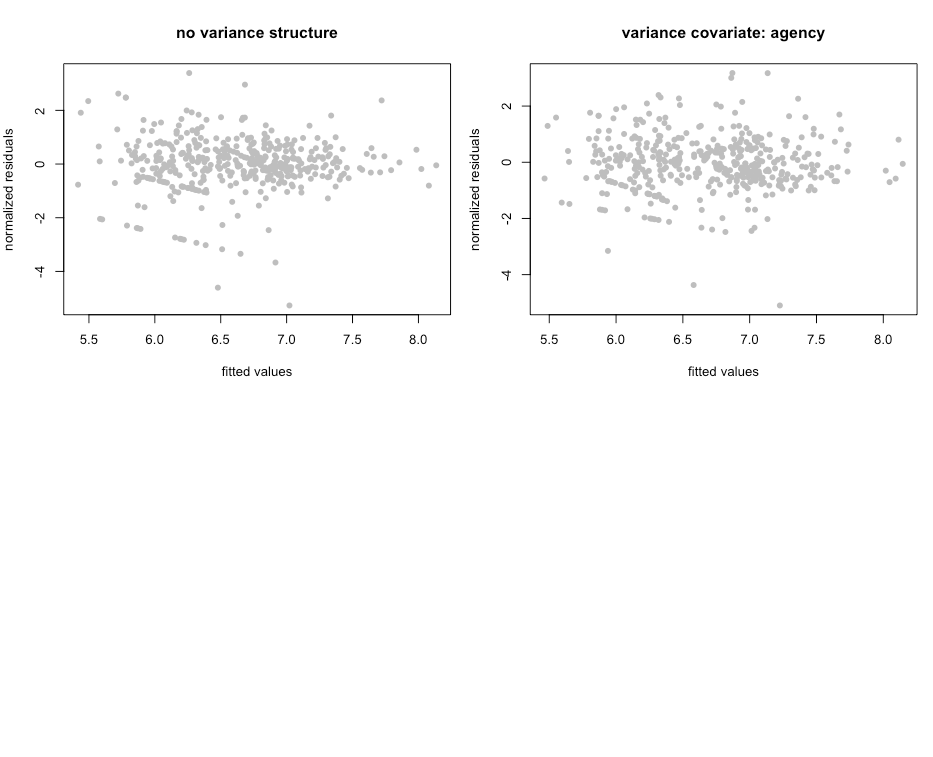 no variance structure
normalized residuals
2
0
-2
-4
5.5 6.0 6.5 7.0 7.5 8.0
fitted values
variance covariate: agency
normalized residuals
2
0
-2
-4
5.5 6.0 6.5 7.0 7.5 8.0
fitted values